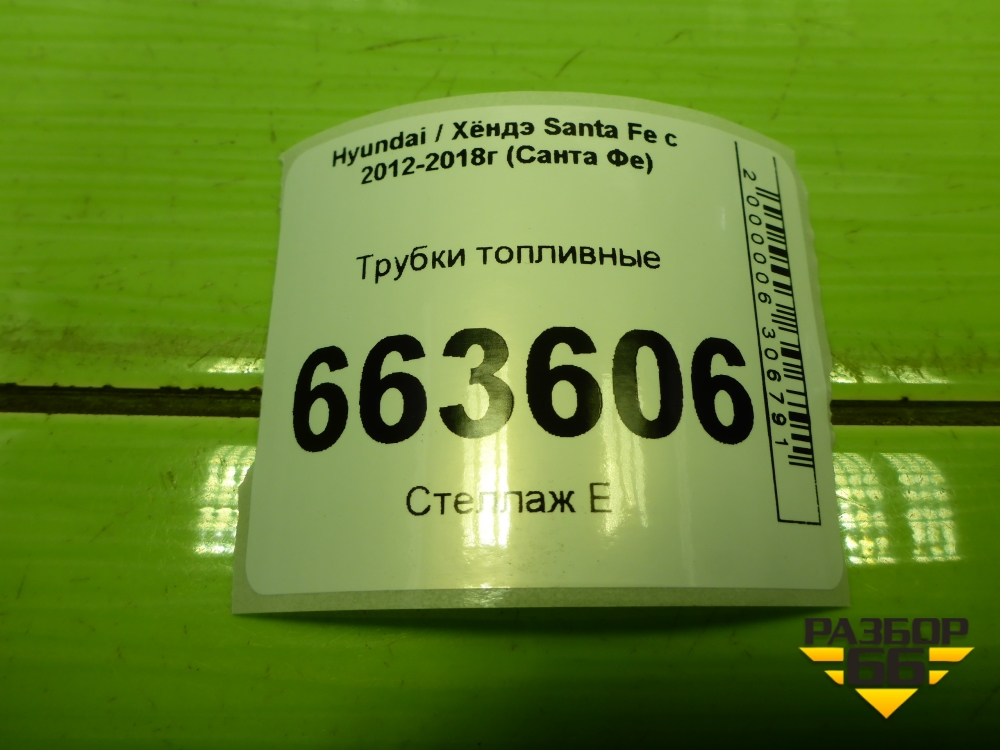 Hyundai / Хёндэ Santa Fe с
2012-2018г (Санта Фе)
Трубки топливные
663606
Стеллаж Е
2000006306791
РАЗБОР
66